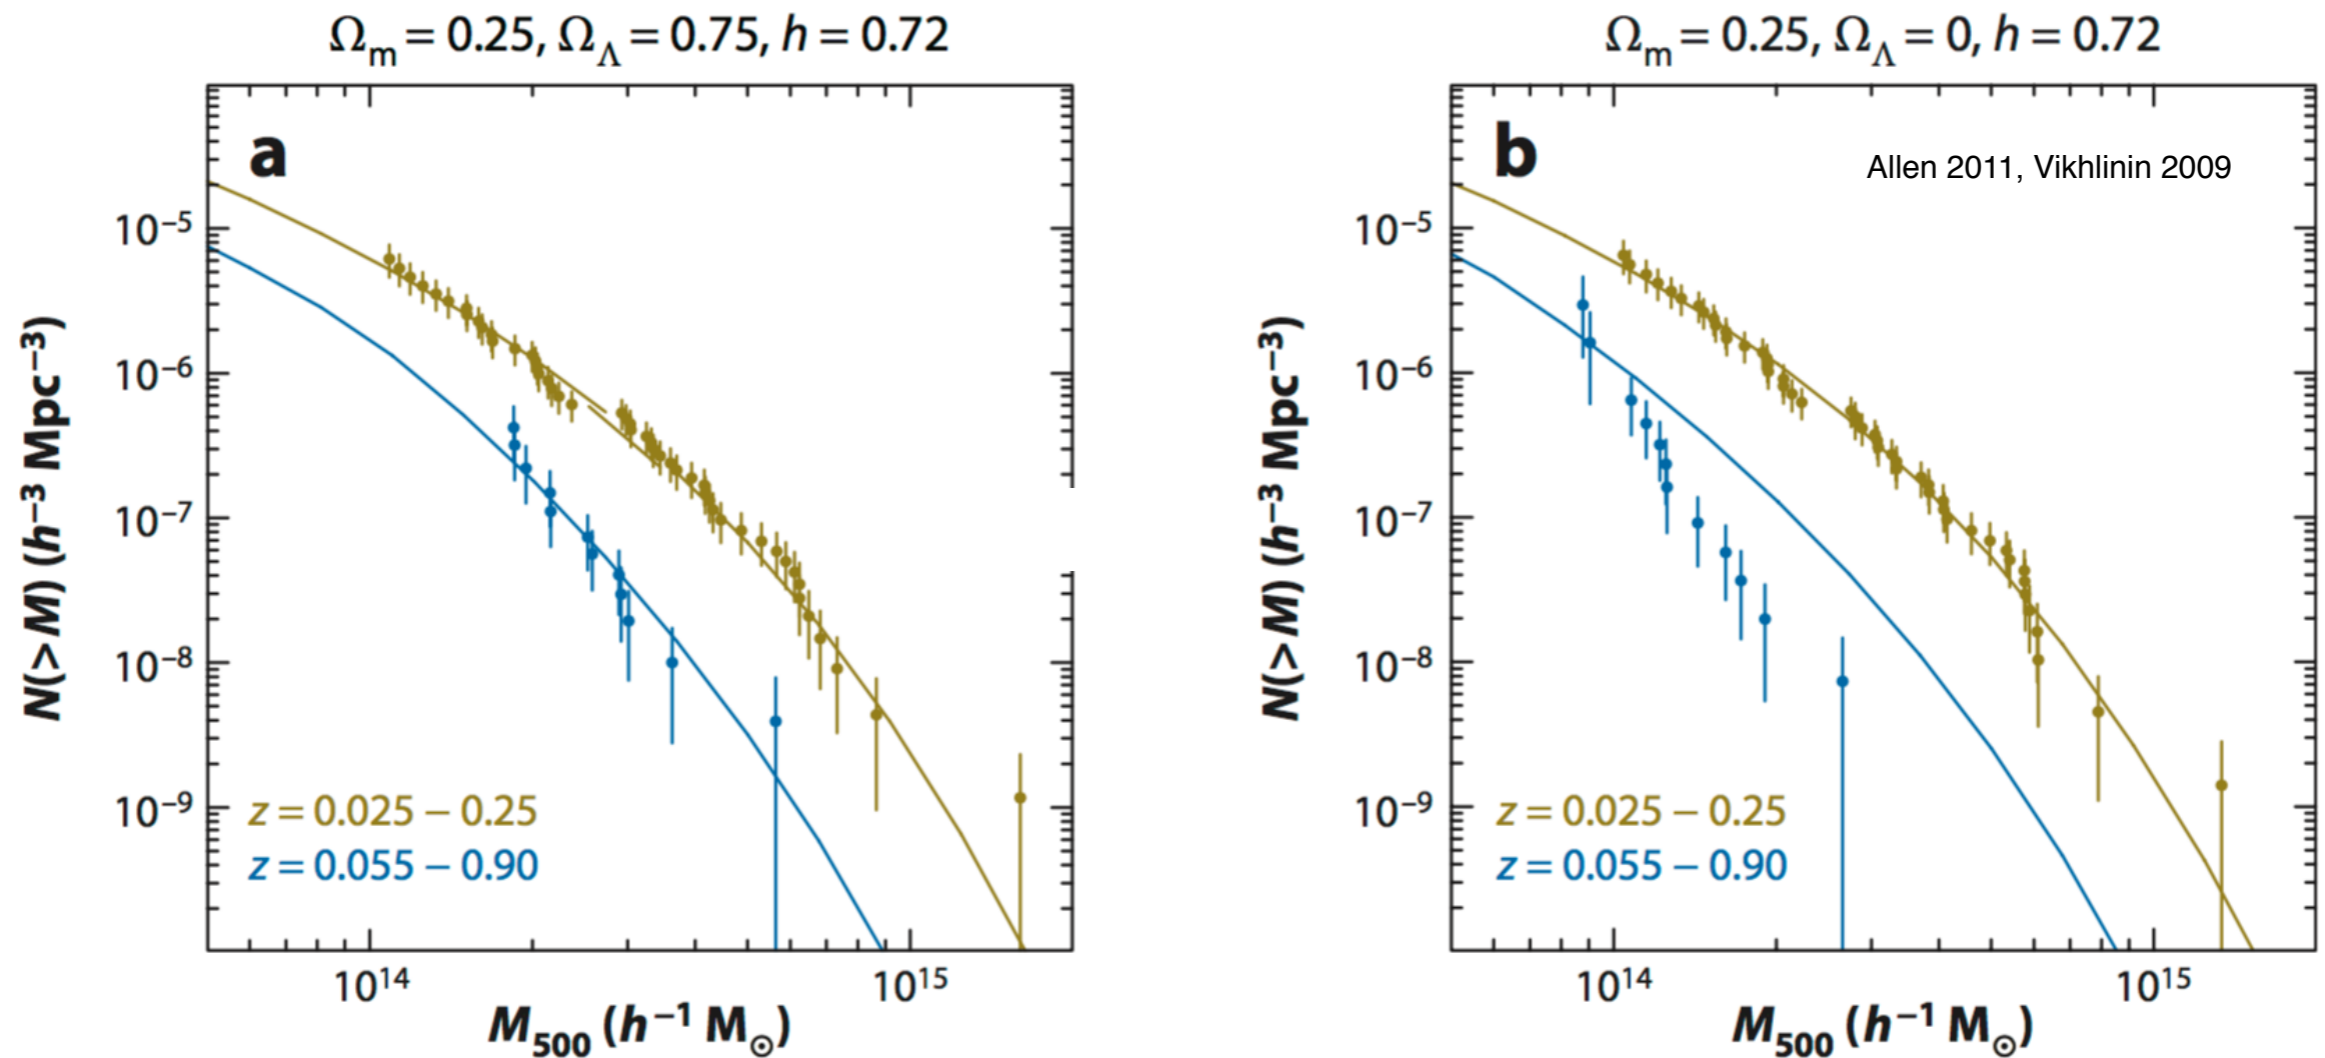 Ωm = 0.25, ΩΛ = 0.75, h = 0.72
a
10⁻⁵
10⁻⁶
10⁻⁷
10⁻⁸
10⁻⁹
N(>M) (h⁻³ Mpc⁻³)
z = 0.025 – 0.25
z = 0.055 – 0.90
10¹⁴ 10¹⁵
M₅₀₀ (h⁻¹ M☉)
Ωm = 0.25, ΩΛ = 0, h = 0.72
b
Allen 2011, Vikhlinin 2009
10⁻⁵
10⁻⁶
10⁻⁷
10⁻⁸
10⁻⁹
N(>M) (h⁻³ Mpc⁻³)
z = 0.025 – 0.25
z = 0.055 – 0.90
10¹⁴ 10¹⁵
M₅₀₀ (h⁻¹ M☉)